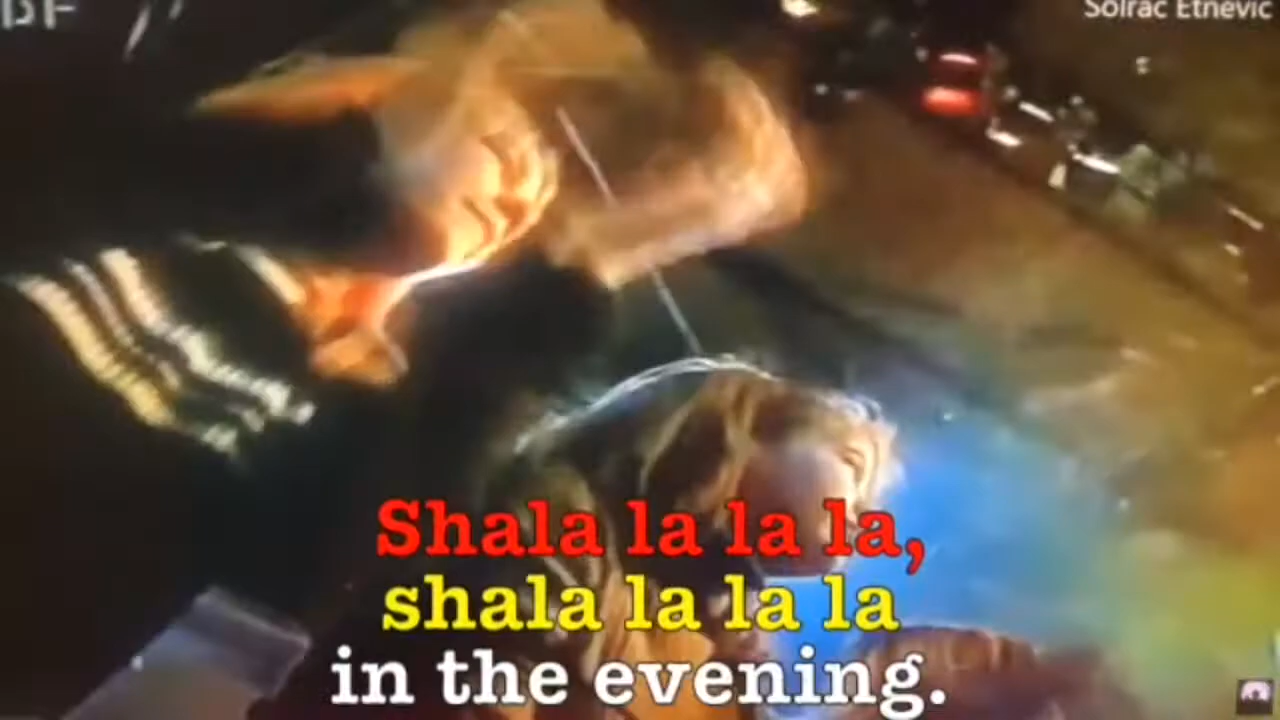 Solrac Etnevic
Shala la la la,
shala la la la
in the evening.